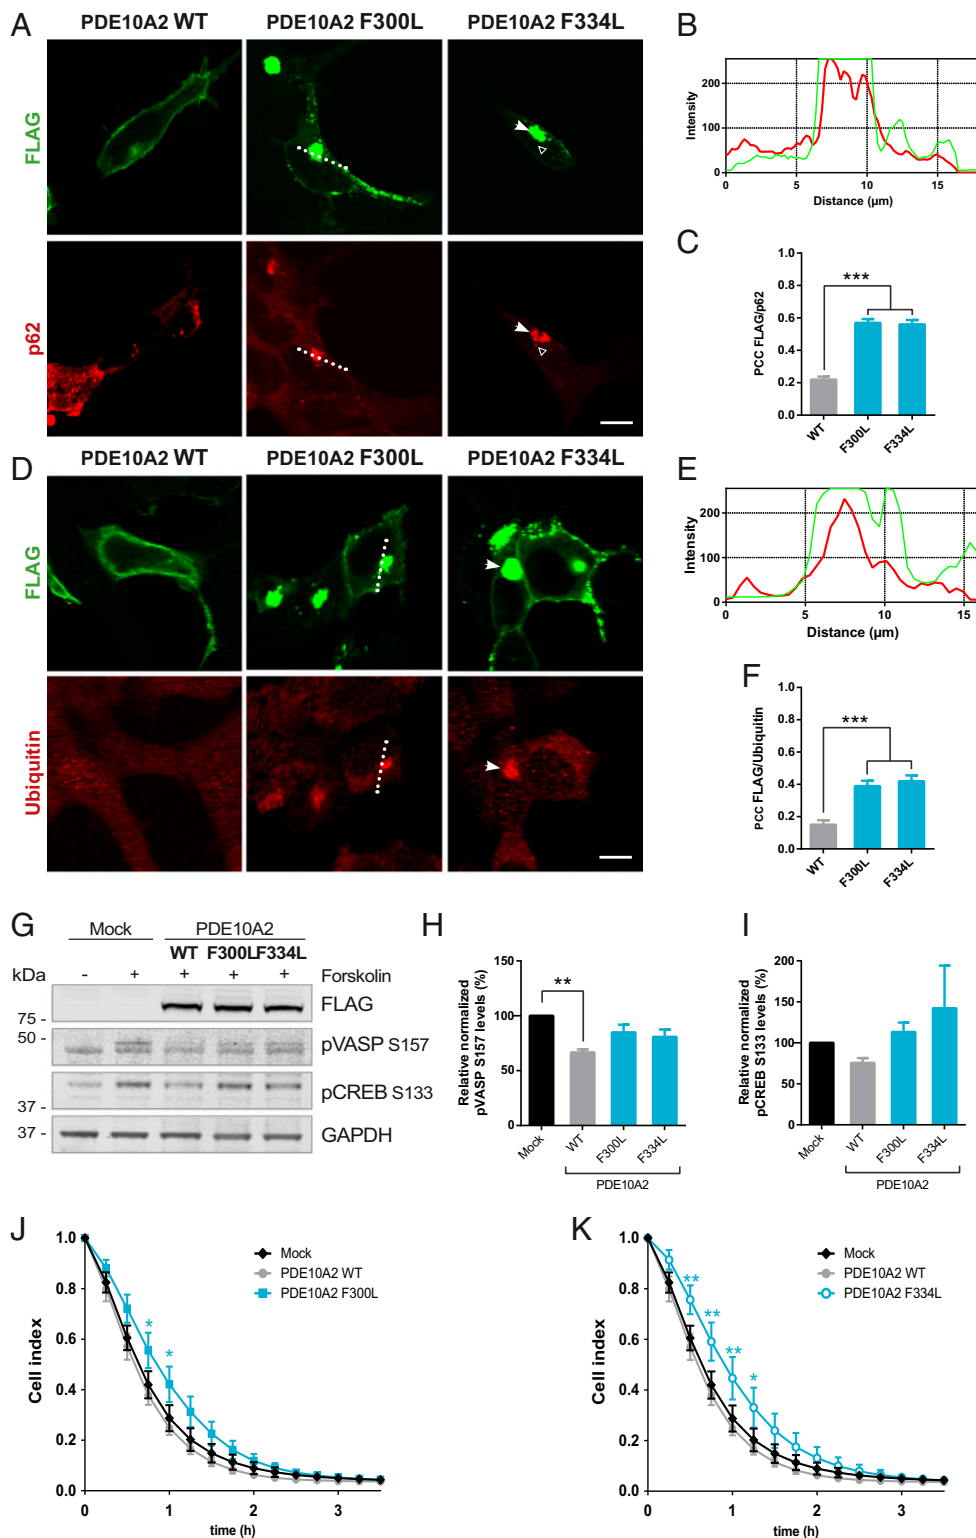 A
PDE10A2 WT
PDE10A2 F300L
PDE10A2 F334L
FLAG
p62
B
Intensity
200
100
0
0 5 10 15
Distance (µm)
C
PCC FLAG/p62
1.0
0.8
0.6
0.4
0.2
0.0
***
WT F300L F334L
D
PDE10A2 WT
PDE10A2 F300L
PDE10A2 F334L
FLAG
Ubiquitin
E
Intensity
200
100
0
0 5 10 15
Distance (µm)
F
PCC FLAG/Ubiquitin
1.0
0.8
0.6
0.4
0.2
0.0
***
WT F300L F334L
G
Mock PDE10A2
WT F300L F334L
kDa - + + + + Forskolin
FLAG
75 -
50 -
pVASP S157
pCREB S133
37 -
37 -
GAPDH
H
Relative normalized
pVASP S157 levels (%)
150
100
50
0
**
Mock WT F300L F334L
PDE10A2
I
Relative normalized
pCREB S133 levels (%)
200
150
100
50
0
Mock WT F300L F334L
PDE10A2
J
Cell index
1.0
0.8
0.6
0.4
0.2
0.0
Mock
PDE10A2 WT
PDE10A2 F300L
* *
0 1 2 3
time (h)
K
Cell index
1.0
0.8
0.6
0.4
0.2
0.0
Mock
PDE10A2 WT
PDE10A2 F334L
** ** ** *
0 1 2 3
time (h)